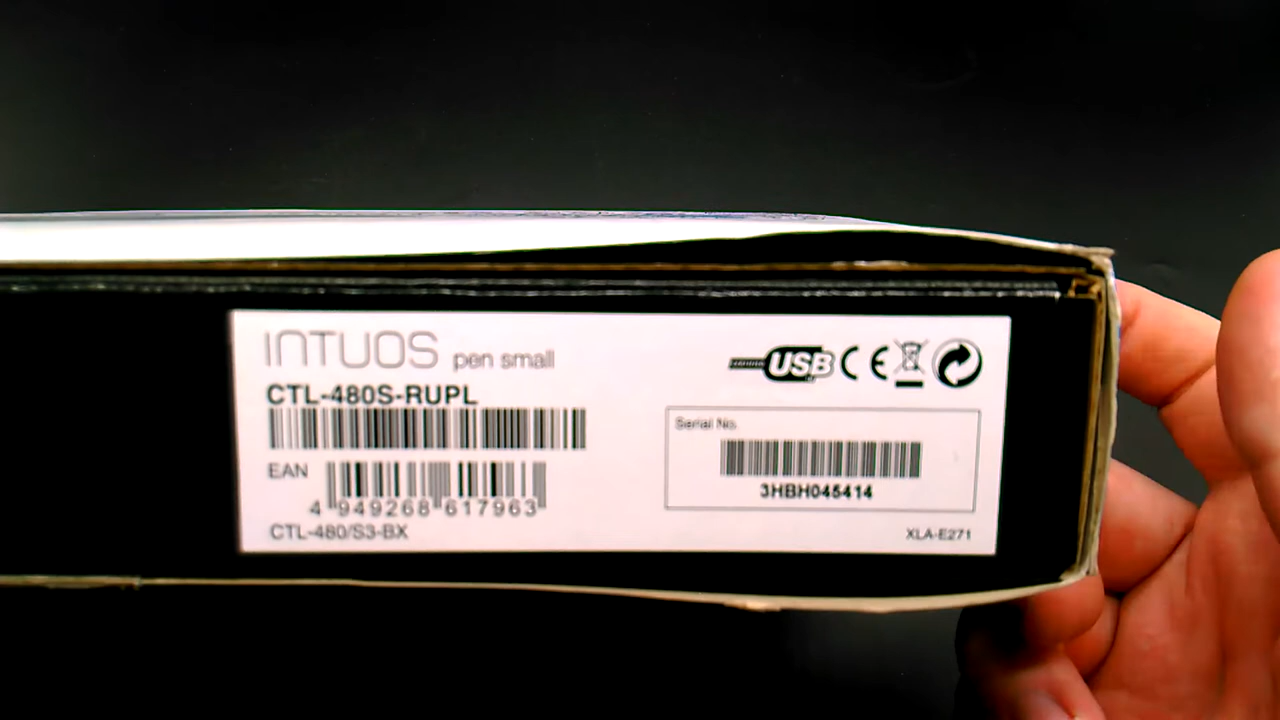 INTUOS pen small
CTL-480S-RUPL
EAN
4 949268 617963
CTL-480/S3-BX
USB CE
Serial No.
3HBH045414
XLA-E271